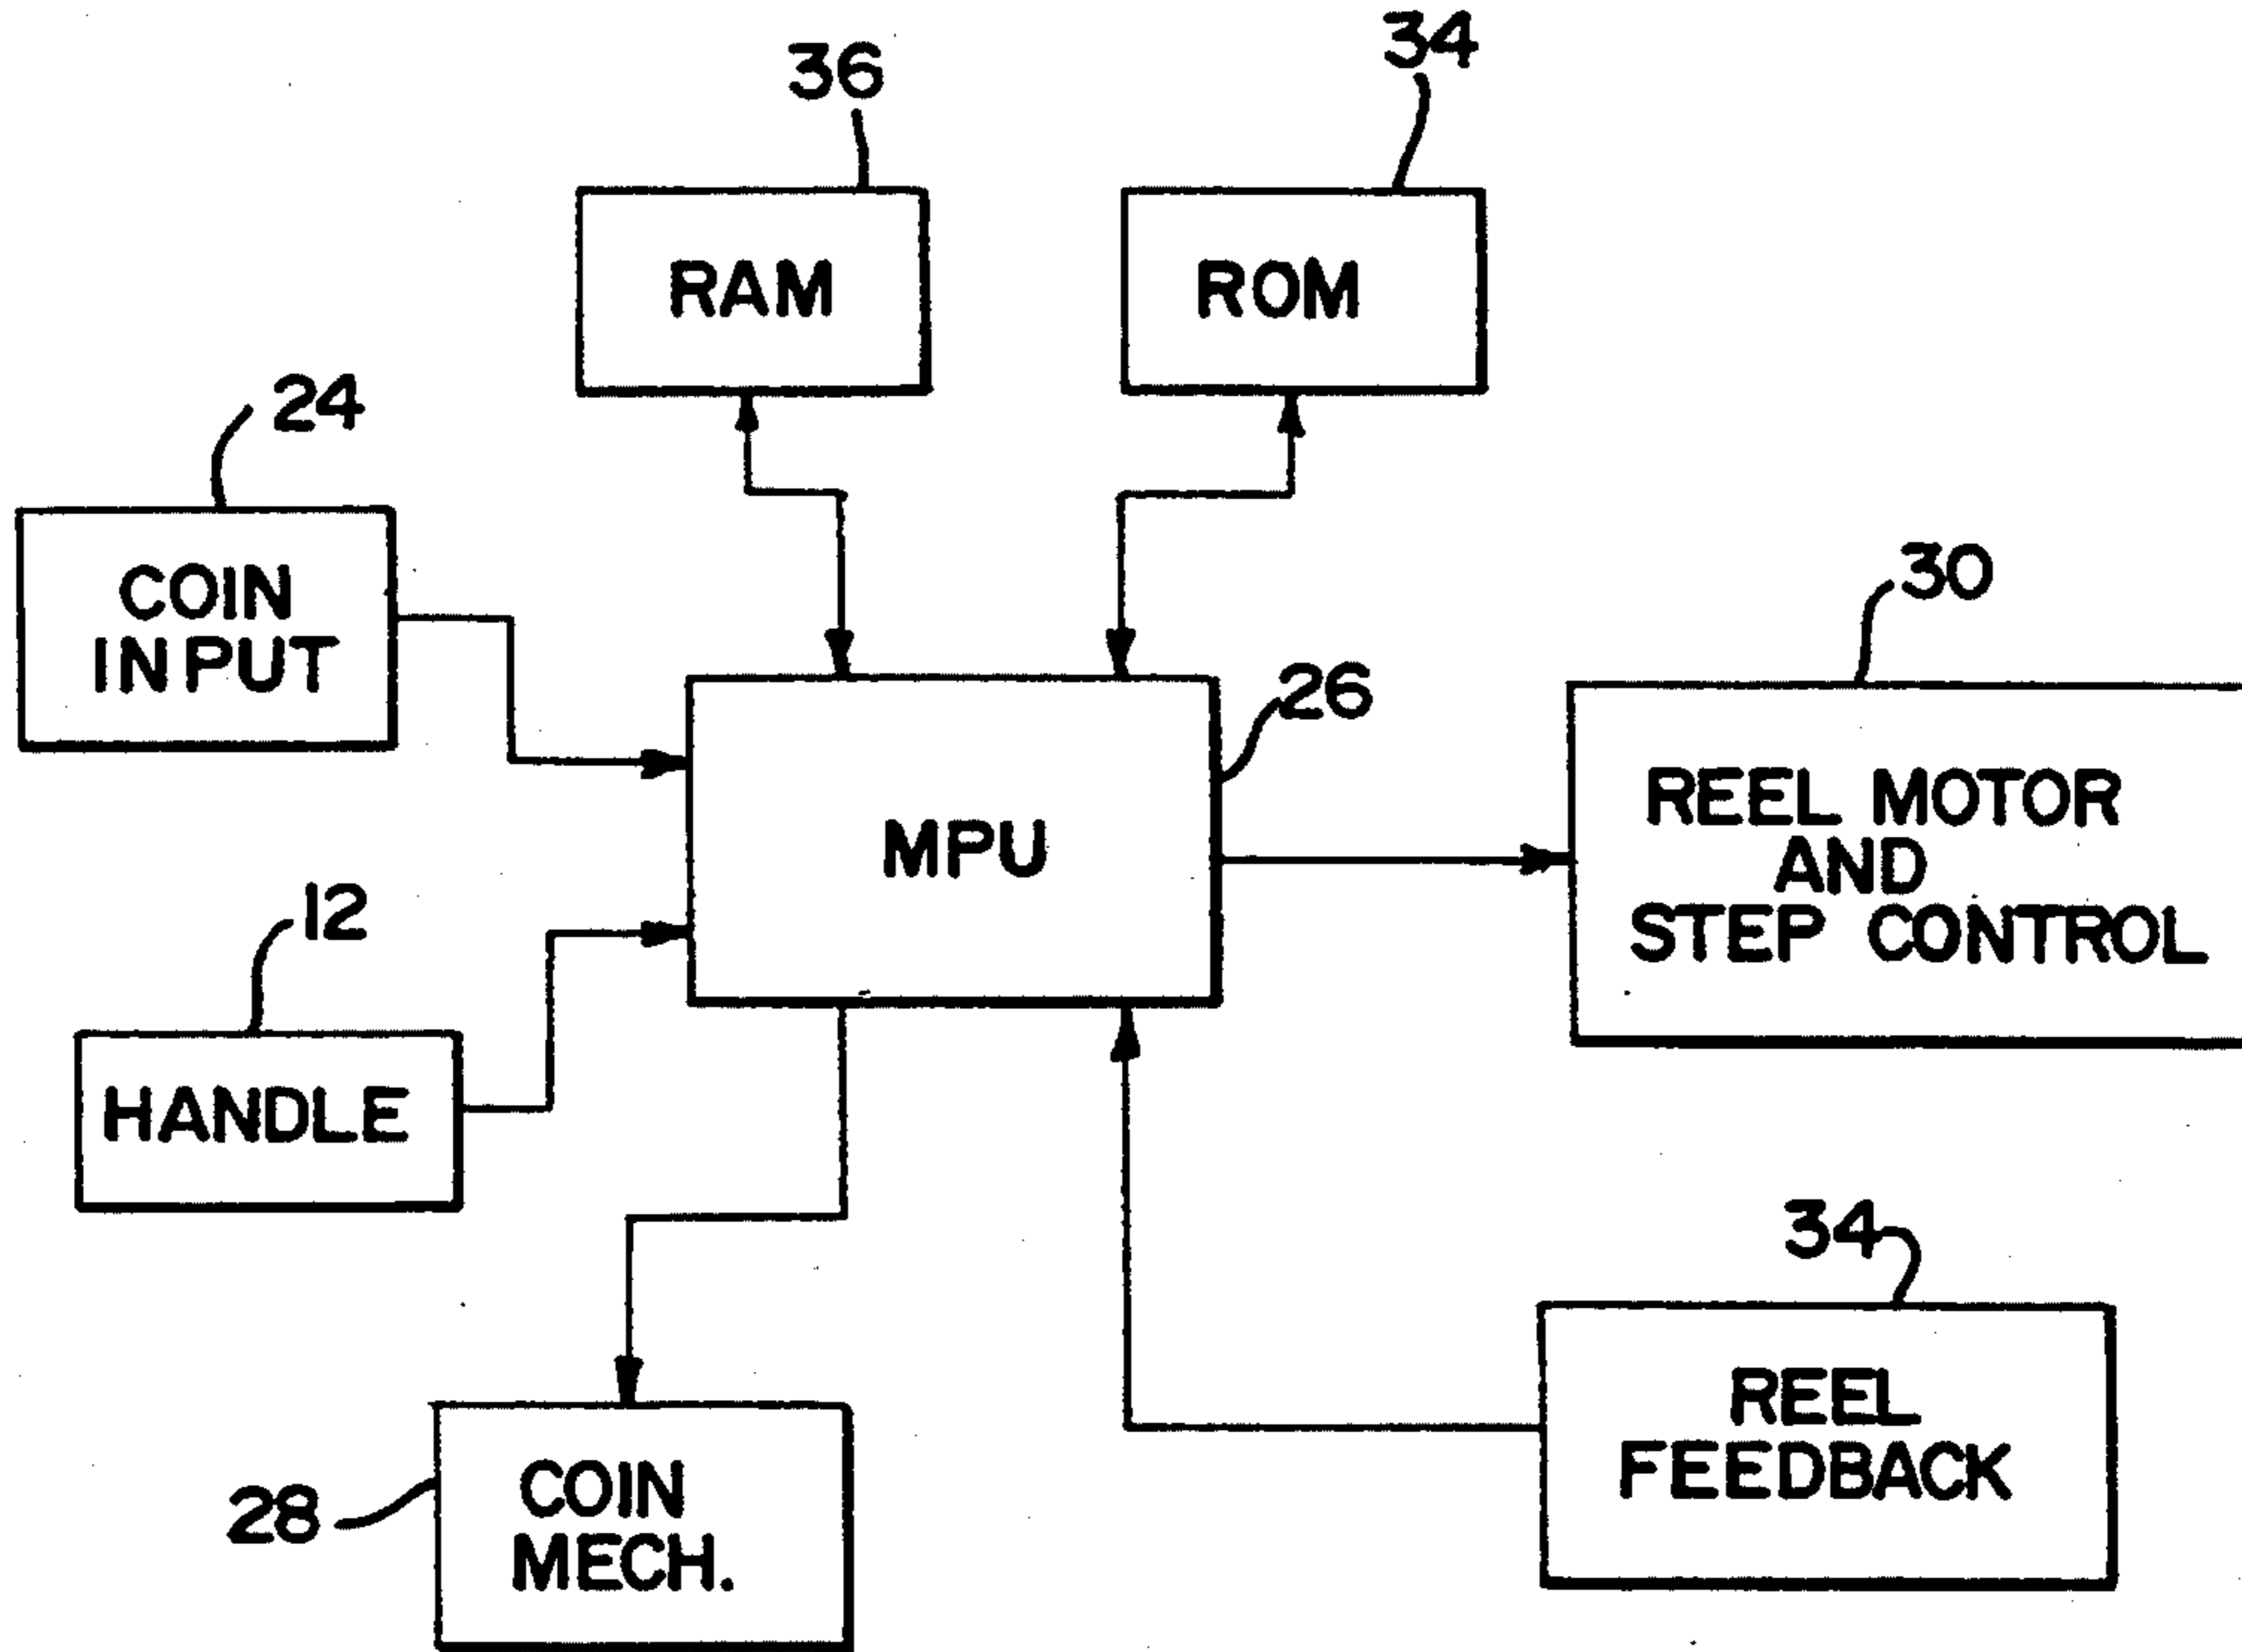 36
34
RAM
ROM
24
COIN
INPUT
30
26
MPU
REEL MOTOR
AND
STEP CONTROL
12
HANDLE
34
REEL
FEEDBACK
28
COIN
MECH.